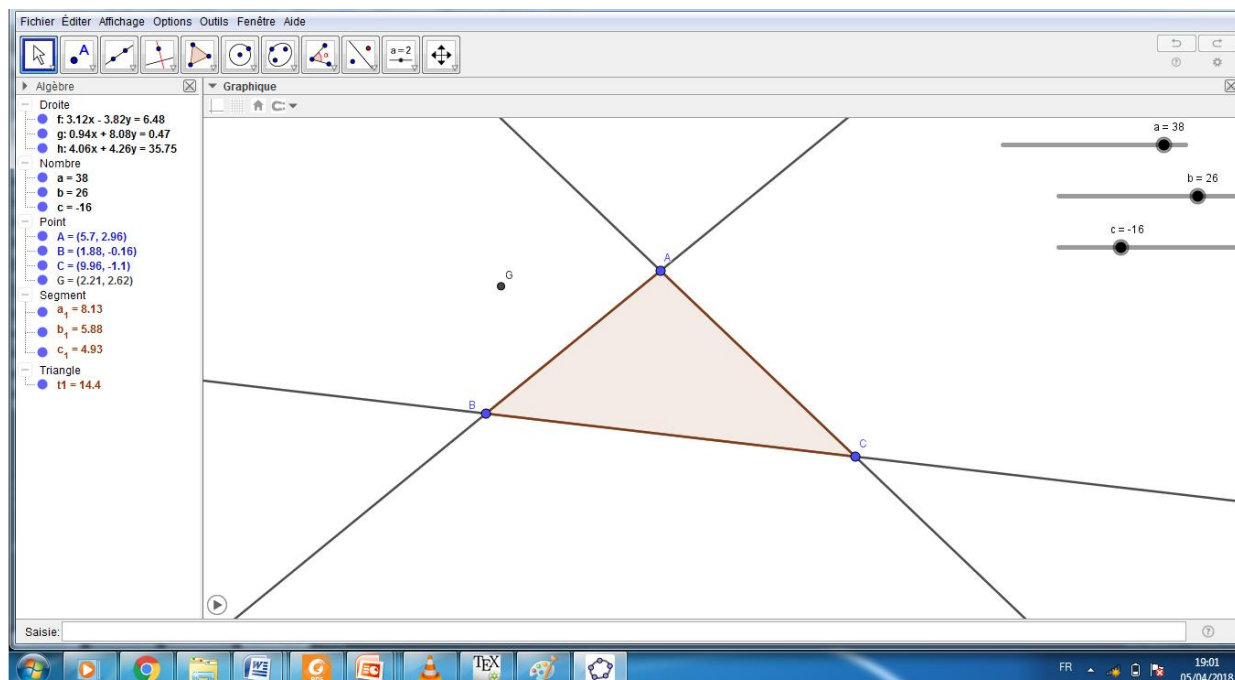 Fichier Éditer Affichage Options Outils Fenêtre Aide
A
a = 2
Algèbre
Graphique
Droite
f: 3.12x - 3.82y = 6.48
g: 0.94x + 8.08y = 0.47
h: 4.06x + 4.26y = 35.75
Nombre
a = 38
b = 26
c = -16
Point
A = (5.7, 2.96)
B = (1.88, -0.16)
C = (9.96, -1.1)
G = (2.21, 2.62)
Segment
a₁ = 8.13
b₁ = 5.88
c₁ = 4.93
Triangle
t1 = 14.4
a = 38
b = 26
c = -16
A
G
B
C
Saisie:
W
TEX
FR
19:01
05/04/2018